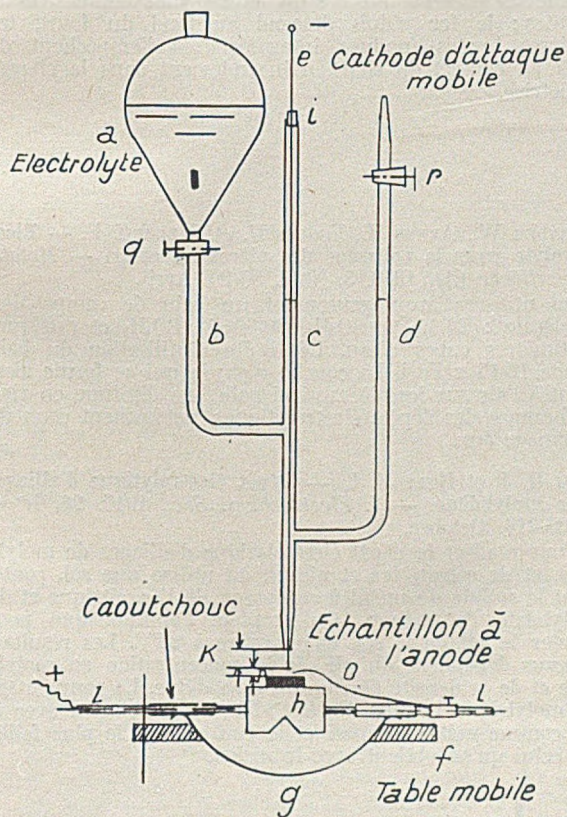 e
−
Cathode d'attaque
mobile
i
a
Electrolyte
r
q
b
c
d
Caoutchouc
Echantillon à
l'anode
K
o
+
l
h
l
f
Table mobile
g